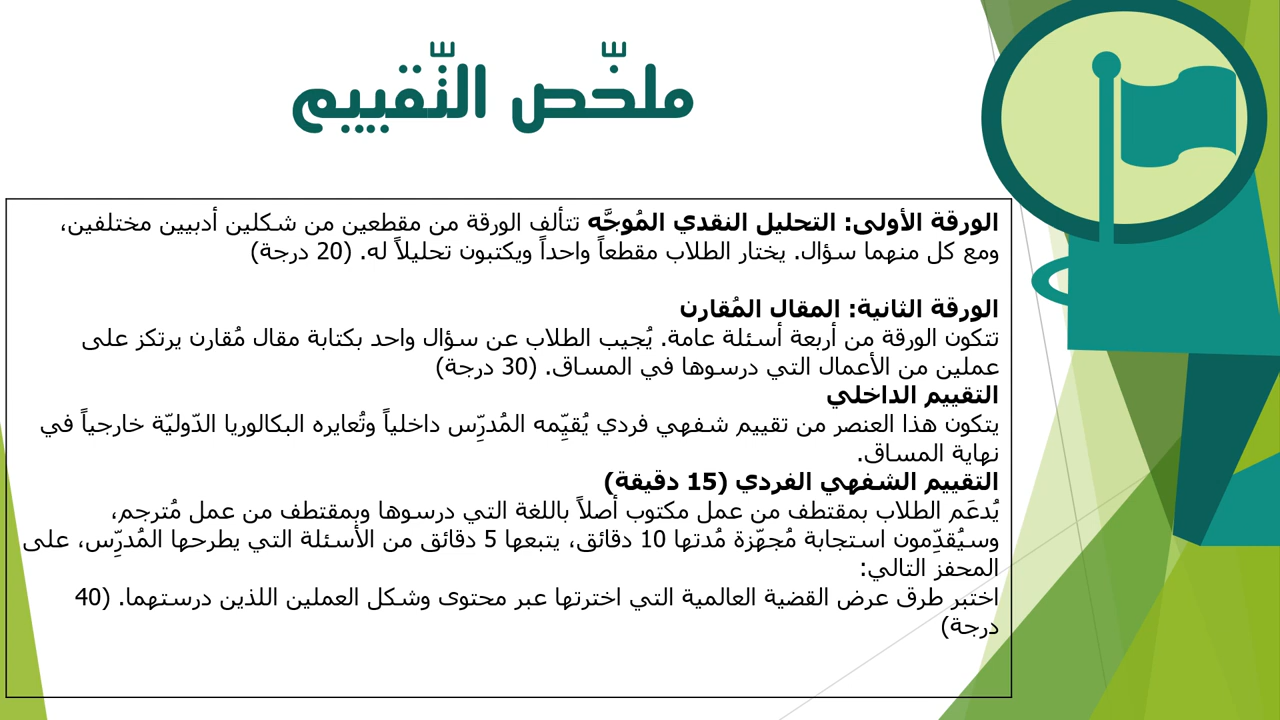 ملخّص التّقييم
الورقة الأولى: التحليل النقدي المُوجَّه تتألف الورقة من مقطعين من شكلين أدبيين مختلفين،
ومع كل منهما سؤال. يختار الطلاب مقطعاً واحداً ويكتبون تحليلاً له. (20 درجة)
الورقة الثانية: المقال المُقارن
تتكون الورقة من أربعة أسئلة عامة. يُجيب الطلاب عن سؤال واحد بكتابة مقال مُقارن يرتكز على
عملين من الأعمال التي درسوها في المساق. (30 درجة)
التقييم الداخلي
يتكون هذا العنصر من تقييم شفهي فردي يُقيِّمه المُدرِّس داخلياً وتُعايره البكالوريا الدّوليّة خارجياً في
نهاية المساق.
التقييم الشفهي الفردي (15 دقيقة)
يُدعَم الطلاب بمقتطف من عمل مكتوب أصلاً باللغة التي درسوها وبمقتطف من عمل مُترجم،
وسيُقدِّمون استجابة مُجهّزة مُدتها 10 دقائق، يتبعها 5 دقائق من الأسئلة التي يطرحها المُدرِّس، على
المحفز التالي:
اختبر طرق عرض القضية العالمية التي اخترتها عبر محتوى وشكل العملين اللذين درستهما. (40
درجة)